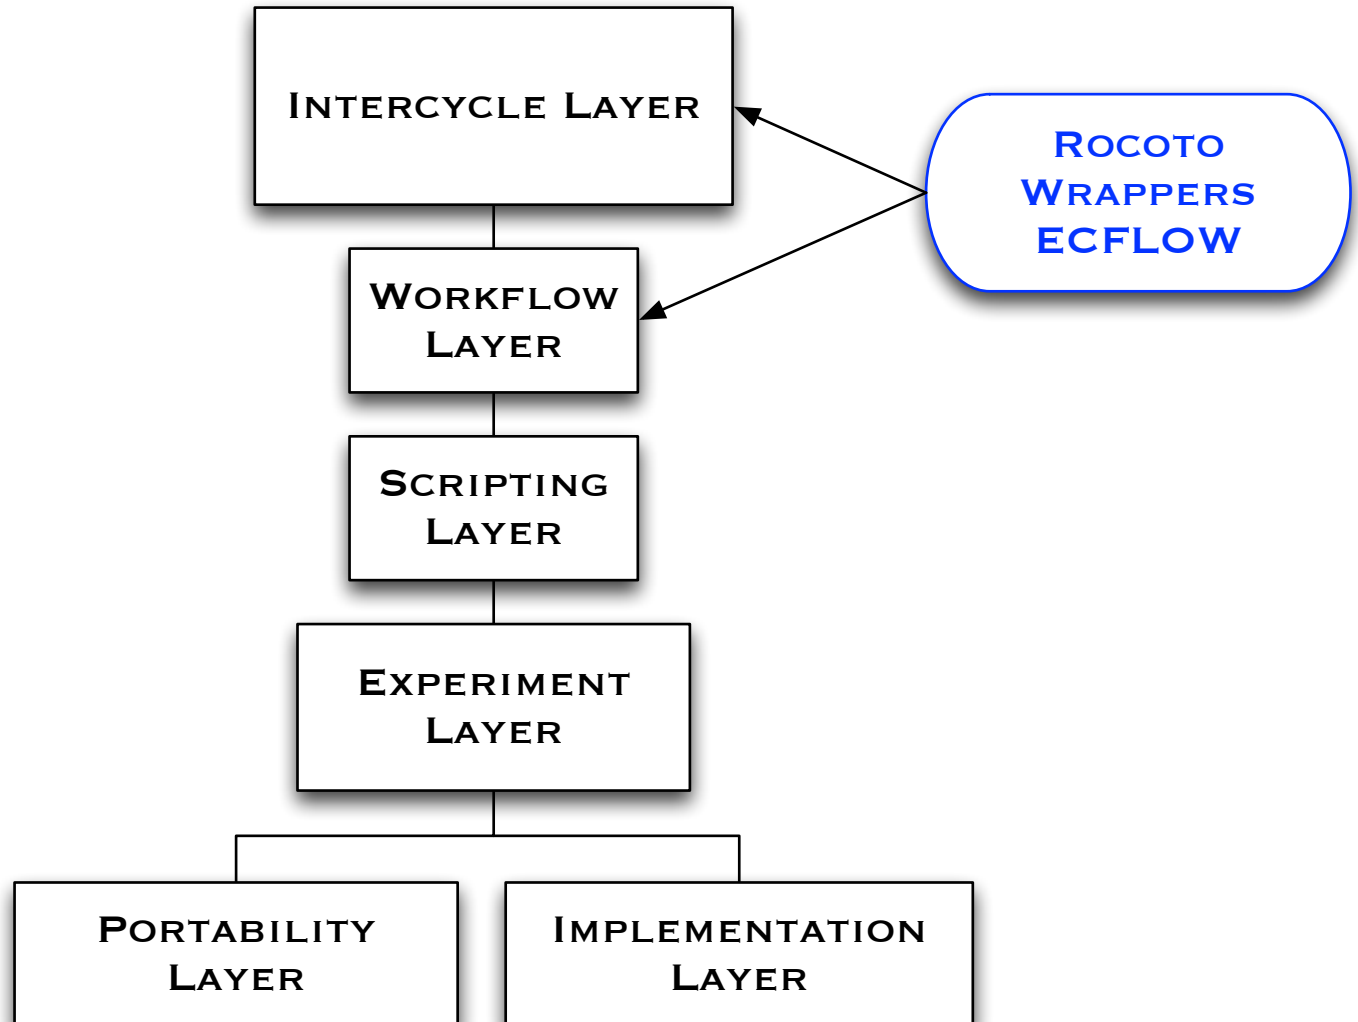 Intercycle Layer
Rocoto
Wrappers
ECFLOW
Workflow
Layer
Scripting
Layer
Experiment
Layer
Portability
Layer
Implementation
Layer